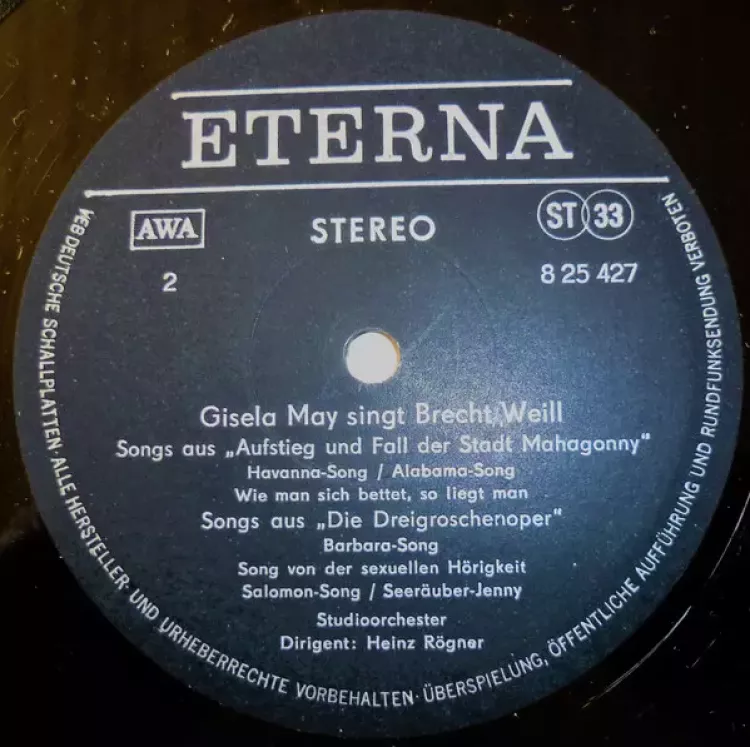 ETERNA
AWA
STEREO
ST 33
2
8 25 427
Gisela May singt Brecht/Weill
Songs aus „Aufstieg und Fall der Stadt Mahagonny"
Havanna-Song / Alabama-Song
Wie man sich bettet, so liegt man
Songs aus „Die Dreigroschenoper"
Barbara-Song
Song von der sexuellen Hörigkeit
Salomon-Song / Seeräuber-Jenny
Studioorchester
Dirigent: Heinz Rögner
VEB DEUTSCHE SCHALLPLATTEN · ALLE HERSTELLER- UND URHEBERRECHTE VORBEHALTEN · ÜBERSPIELUNG, ÖFFENTLICHE AUFFÜHRUNG UND RUNDFUNKSENDUNG VERBOTEN